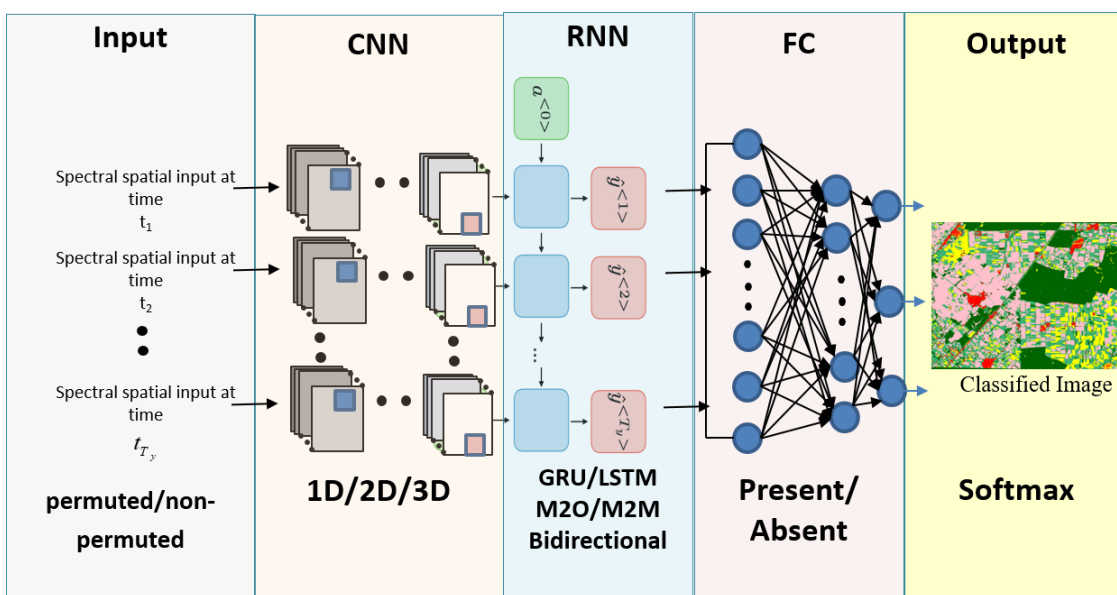 Input
CNN
RNN
FC
Output
a<0>
Spectral spatial input at
time
t1
ŷ<1>
Spectral spatial input at
time
t2
ŷ<2>
...
Spectral spatial input at
time
tTy
ŷ<Ty>
Classified Image
permuted/non-
permuted
1D/2D/3D
GRU/LSTM
M2O/M2M
Bidirectional
Present/
Absent
Softmax